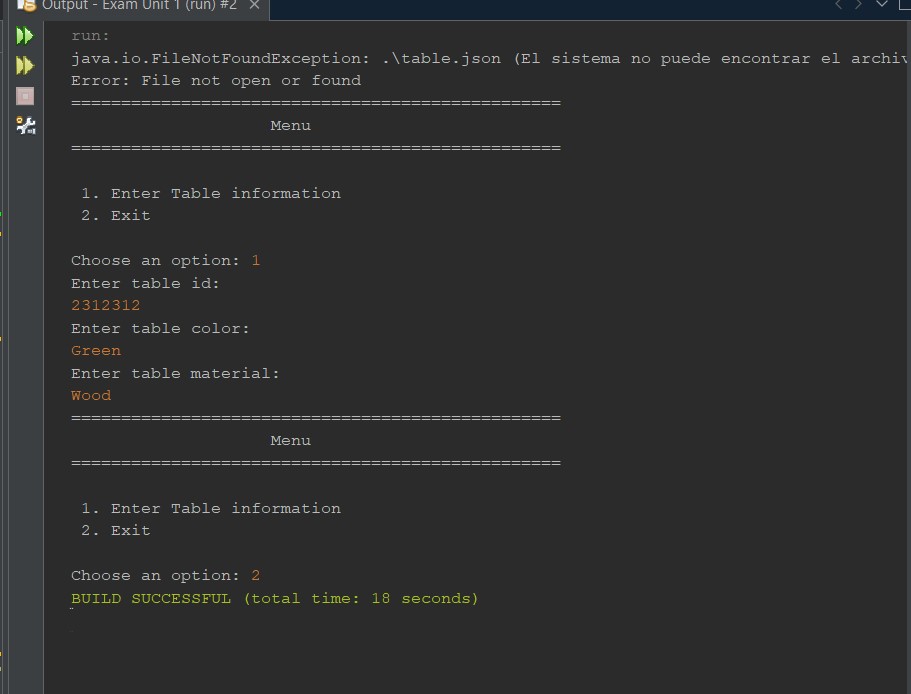 Output - Exam Unit 1 (run) #2
run:
java.io.FileNotFoundException: .\table.json (El sistema no puede encontrar el archiv
Error: File not open or found
=================================================
Menu
=================================================
1. Enter Table information
2. Exit
Choose an option: 1
Enter table id:
2312312
Enter table color:
Green
Enter table material:
Wood
=================================================
Menu
=================================================
1. Enter Table information
2. Exit
Choose an option: 2
BUILD SUCCESSFUL (total time: 18 seconds)